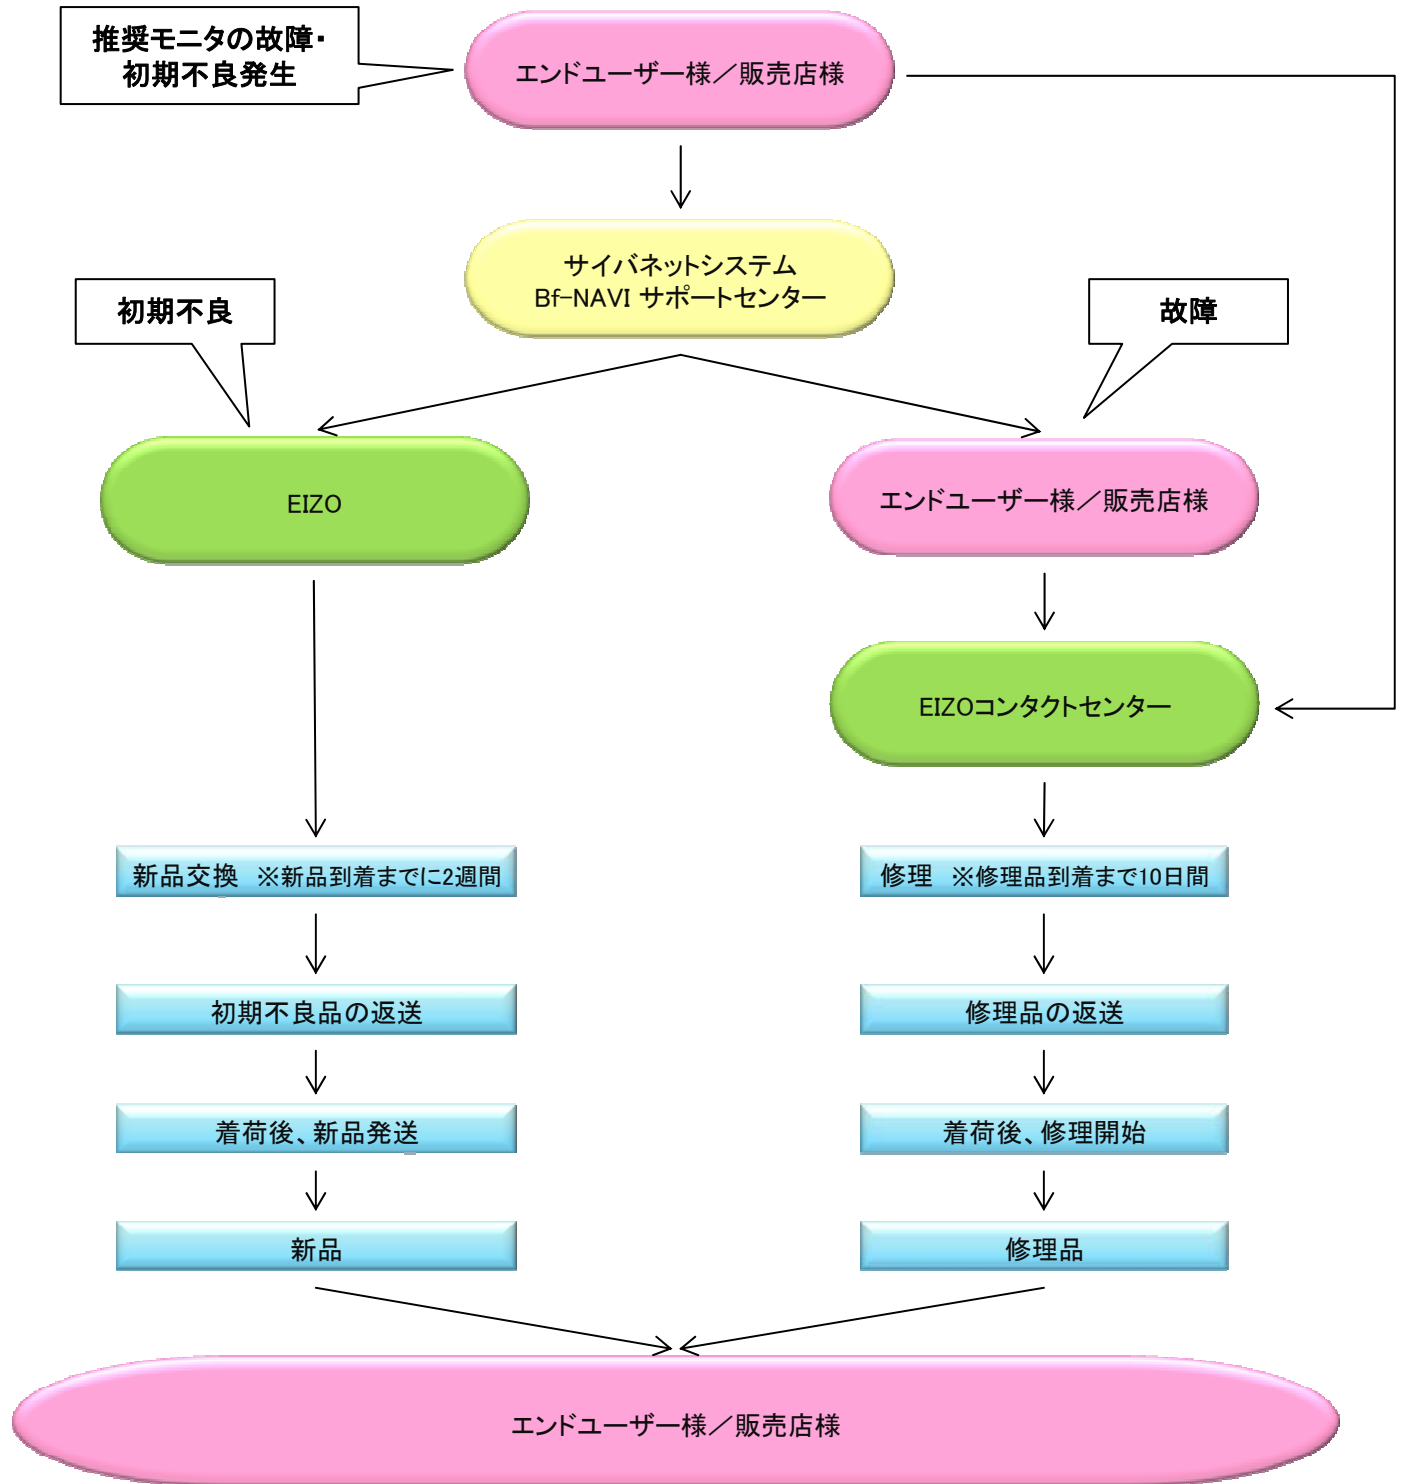 推奨モニタの故障・
初期不良発生
エンドユーザー様／販売店様
サイバネットシステム
Bf-NAVI サポートセンター
初期不良
故障
EIZO
エンドユーザー様／販売店様
EIZOコンタクトセンター
新品交換 ※新品到着までに2週間
修理 ※修理品到着まで10日間
初期不良品の返送
修理品の返送
着荷後、新品発送
着荷後、修理開始
新品
修理品
エンドユーザー様／販売店様